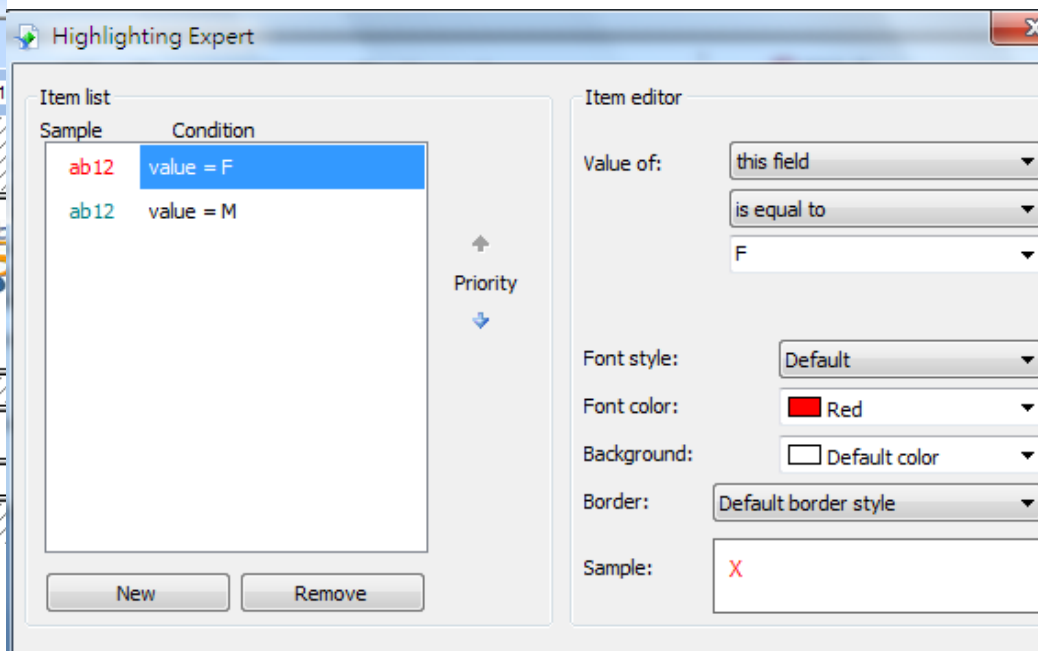 Highlighting Expert
Item list
Sample Condition
ab12 value = F
ab12 value = M
Priority
New Remove
Item editor
Value of: this field
is equal to
F
Font style: Default
Font color: Red
Background: Default color
Border: Default border style
Sample: X